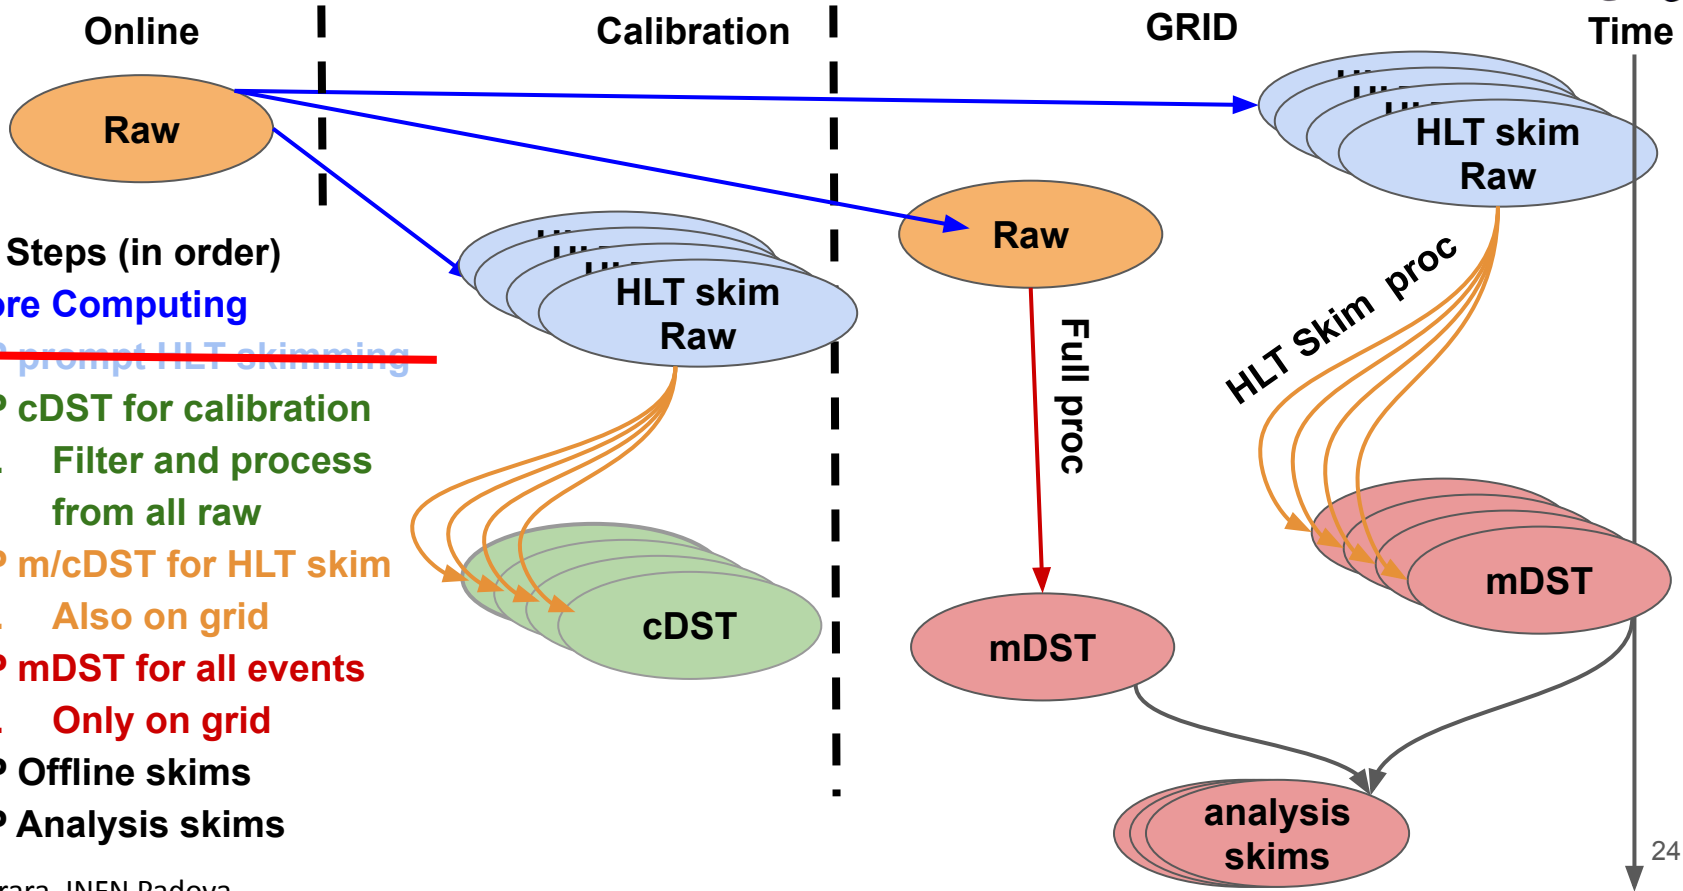 Online
Calibration
GRID
Time
Raw
HLT skim
Raw
Raw
Steps (in order)
ore Computing
P prompt HLT skimming
P cDST for calibration
. Filter and process
from all raw
P m/cDST for HLT skim
. Also on grid
P mDST for all events
. Only on grid
P Offline skims
P Analysis skims
HLT skim
Raw
Full proc
HLT Skim proc
cDST
mDST
mDST
analysis
skims
24
rara, INFN Padova